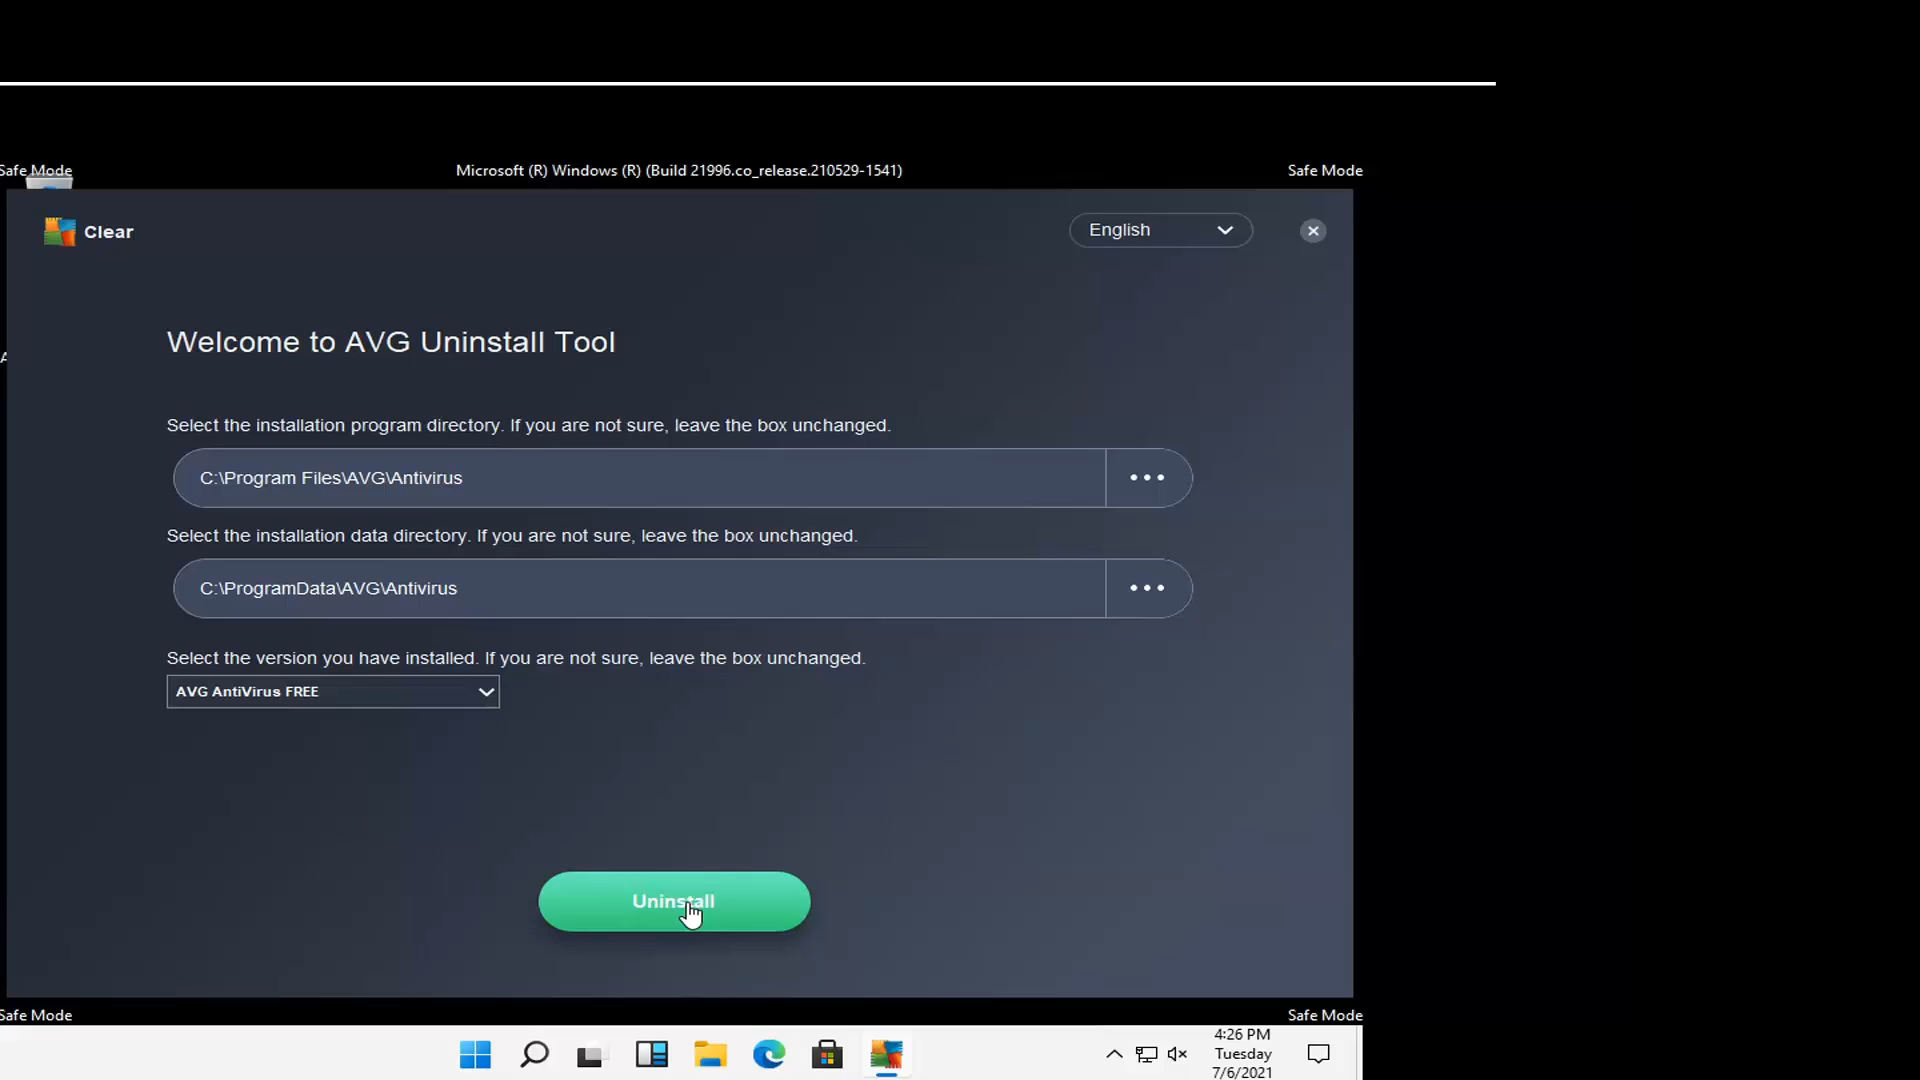 Safe Mode
Microsoft (R) Windows (R) (Build 21996.co_release.210529-1541)
Safe Mode
Clear
English
Welcome to AVG Uninstall Tool
Select the installation program directory. If you are not sure, leave the box unchanged.
C:\Program Files\AVG\Antivirus
Select the installation data directory. If you are not sure, leave the box unchanged.
C:\ProgramData\AVG\Antivirus
Select the version you have installed. If you are not sure, leave the box unchanged.
AVG AntiVirus FREE
Uninstall
Safe Mode
Safe Mode
4:26 PM
Tuesday
7/6/2021